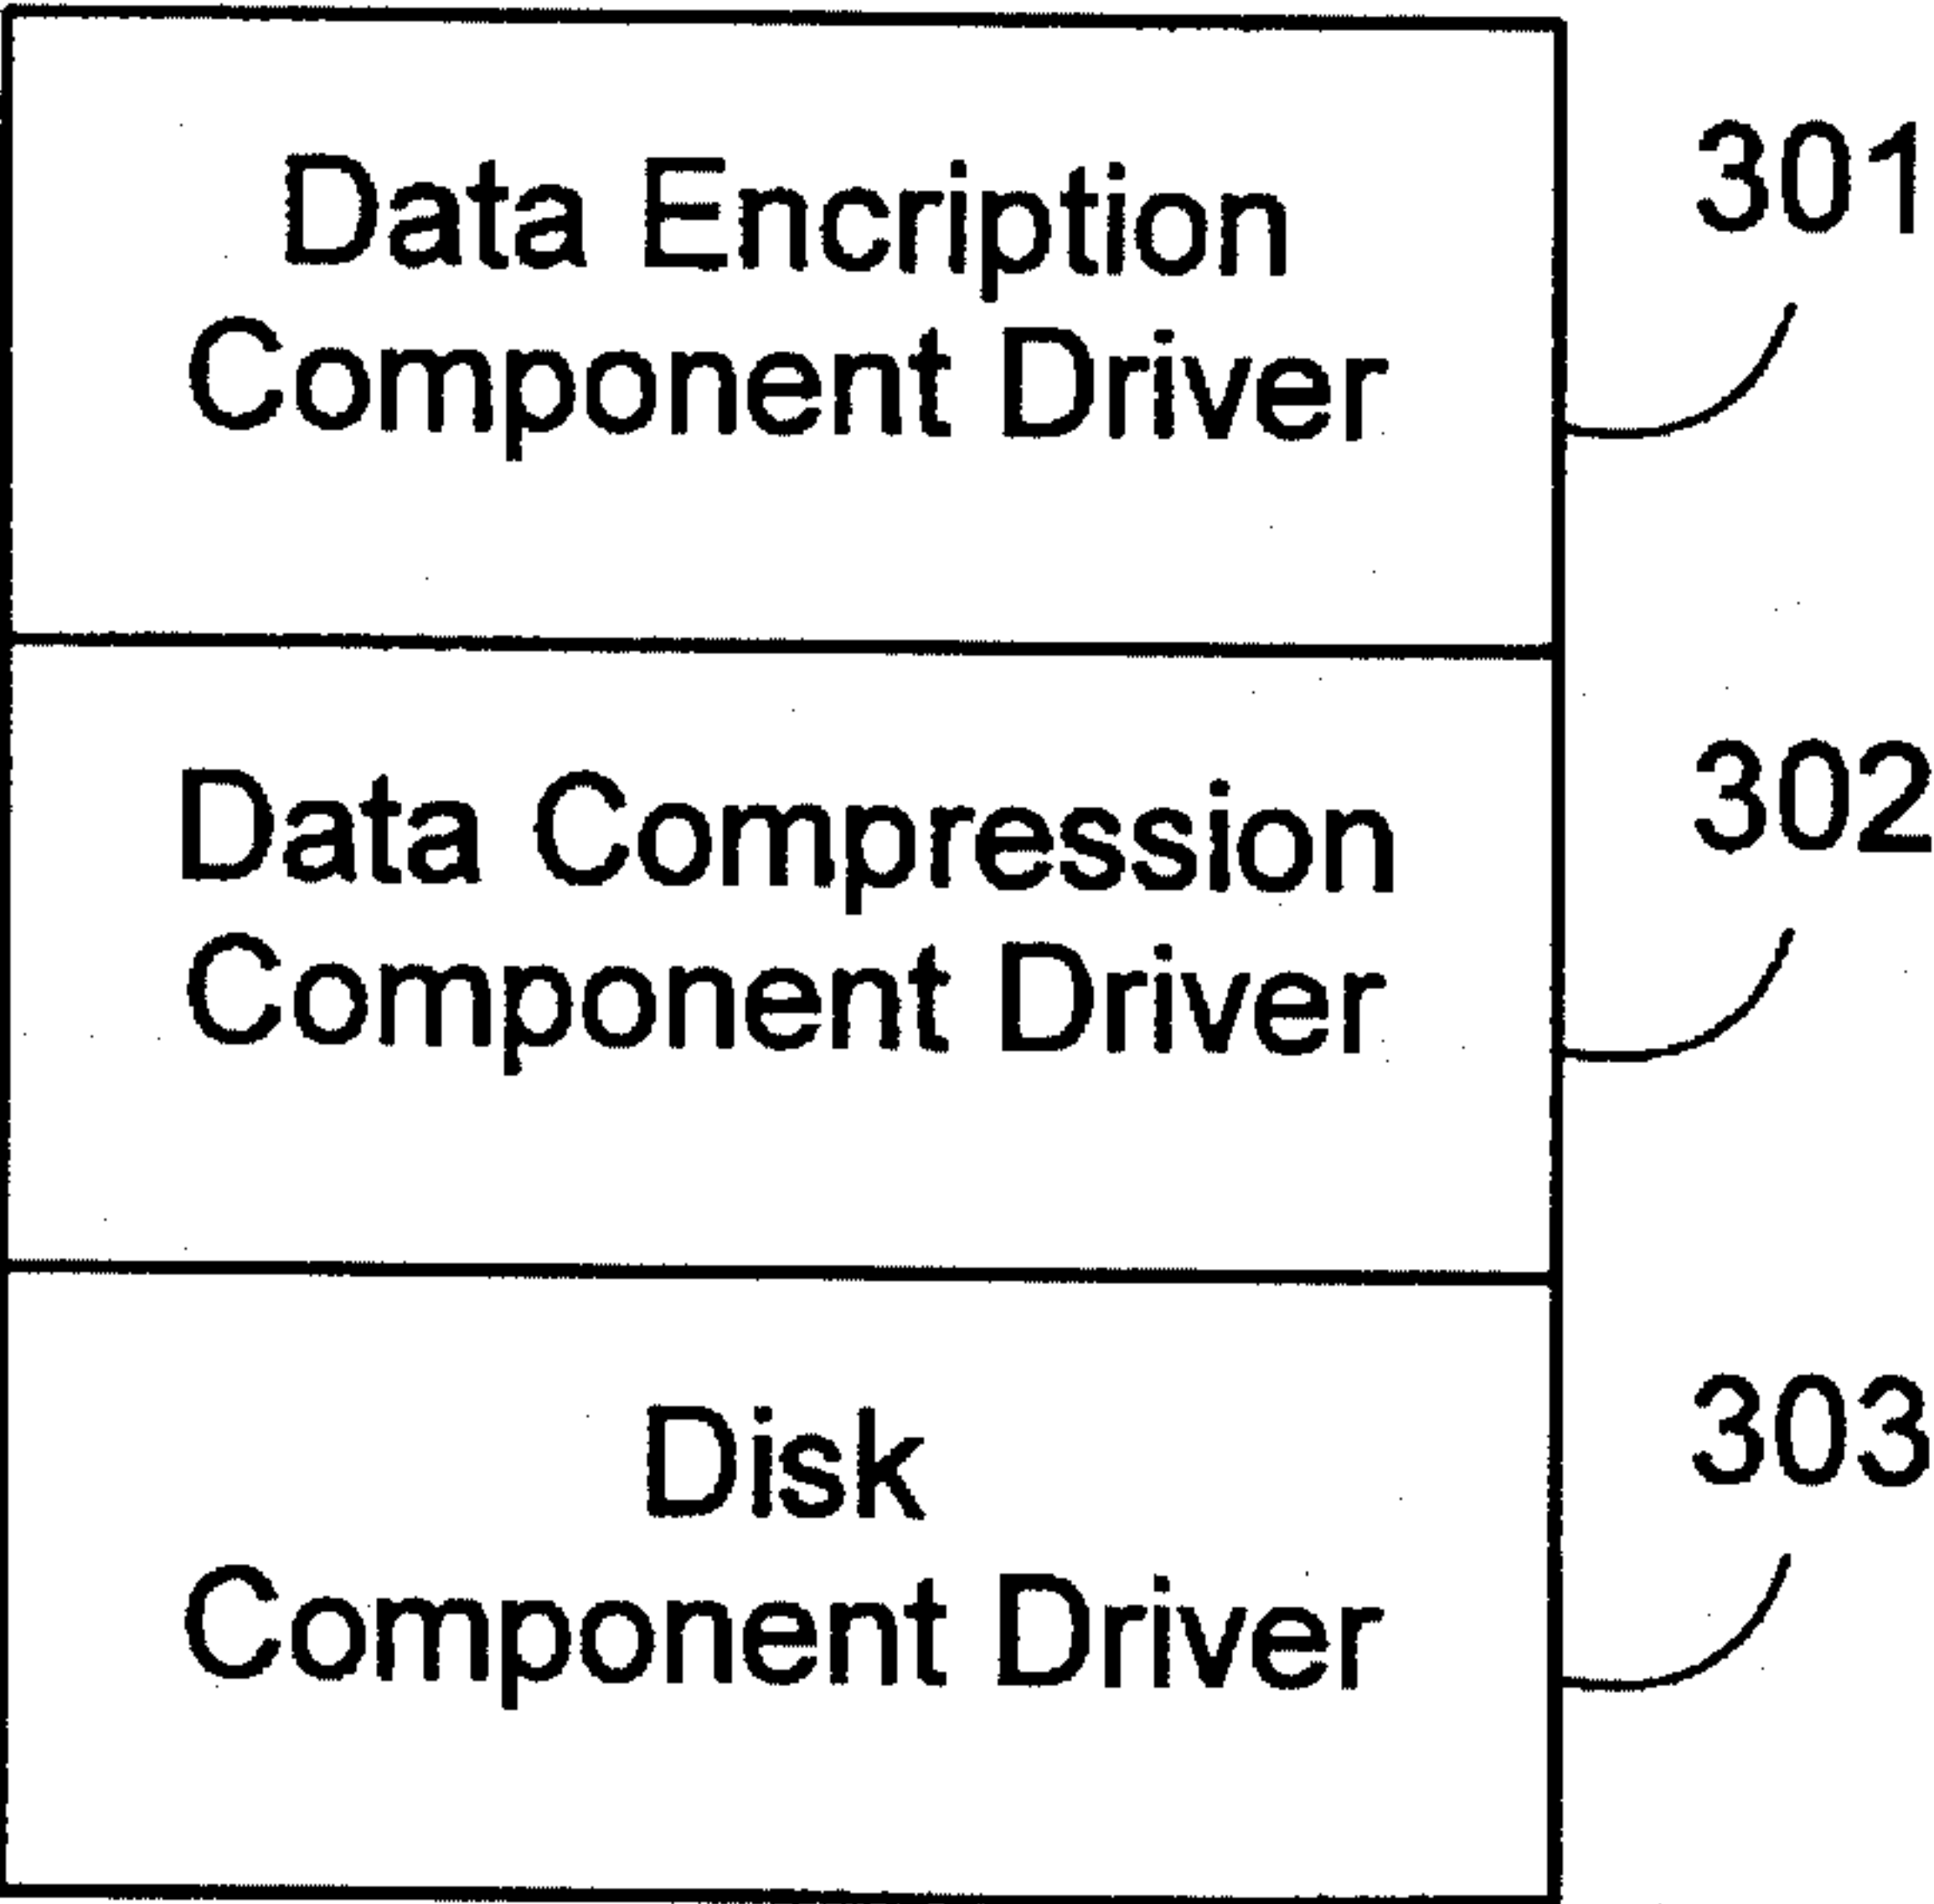 Data Encription
Component Driver
301
Data Compression
Component Driver
302
Disk
Component Driver
303